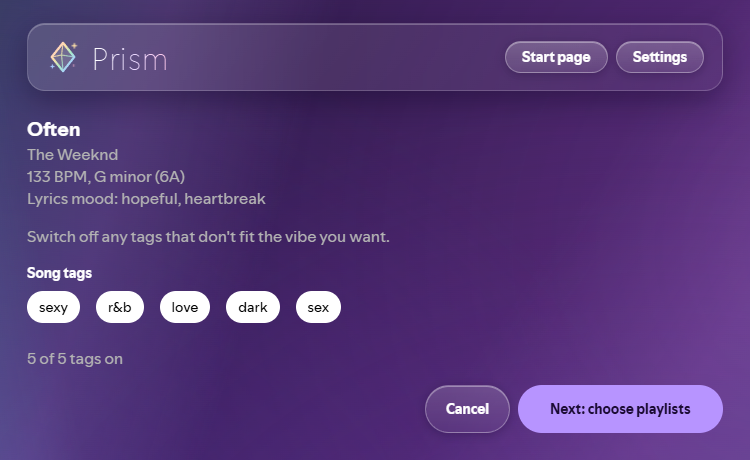 Prism
Start page
Settings
Often
The Weeknd
133 BPM, G minor (6A)
Lyrics mood: hopeful, heartbreak
Switch off any tags that don't fit the vibe you want.
Song tags
sexy
r&b
love
dark
sex
5 of 5 tags on
Cancel
Next: choose playlists